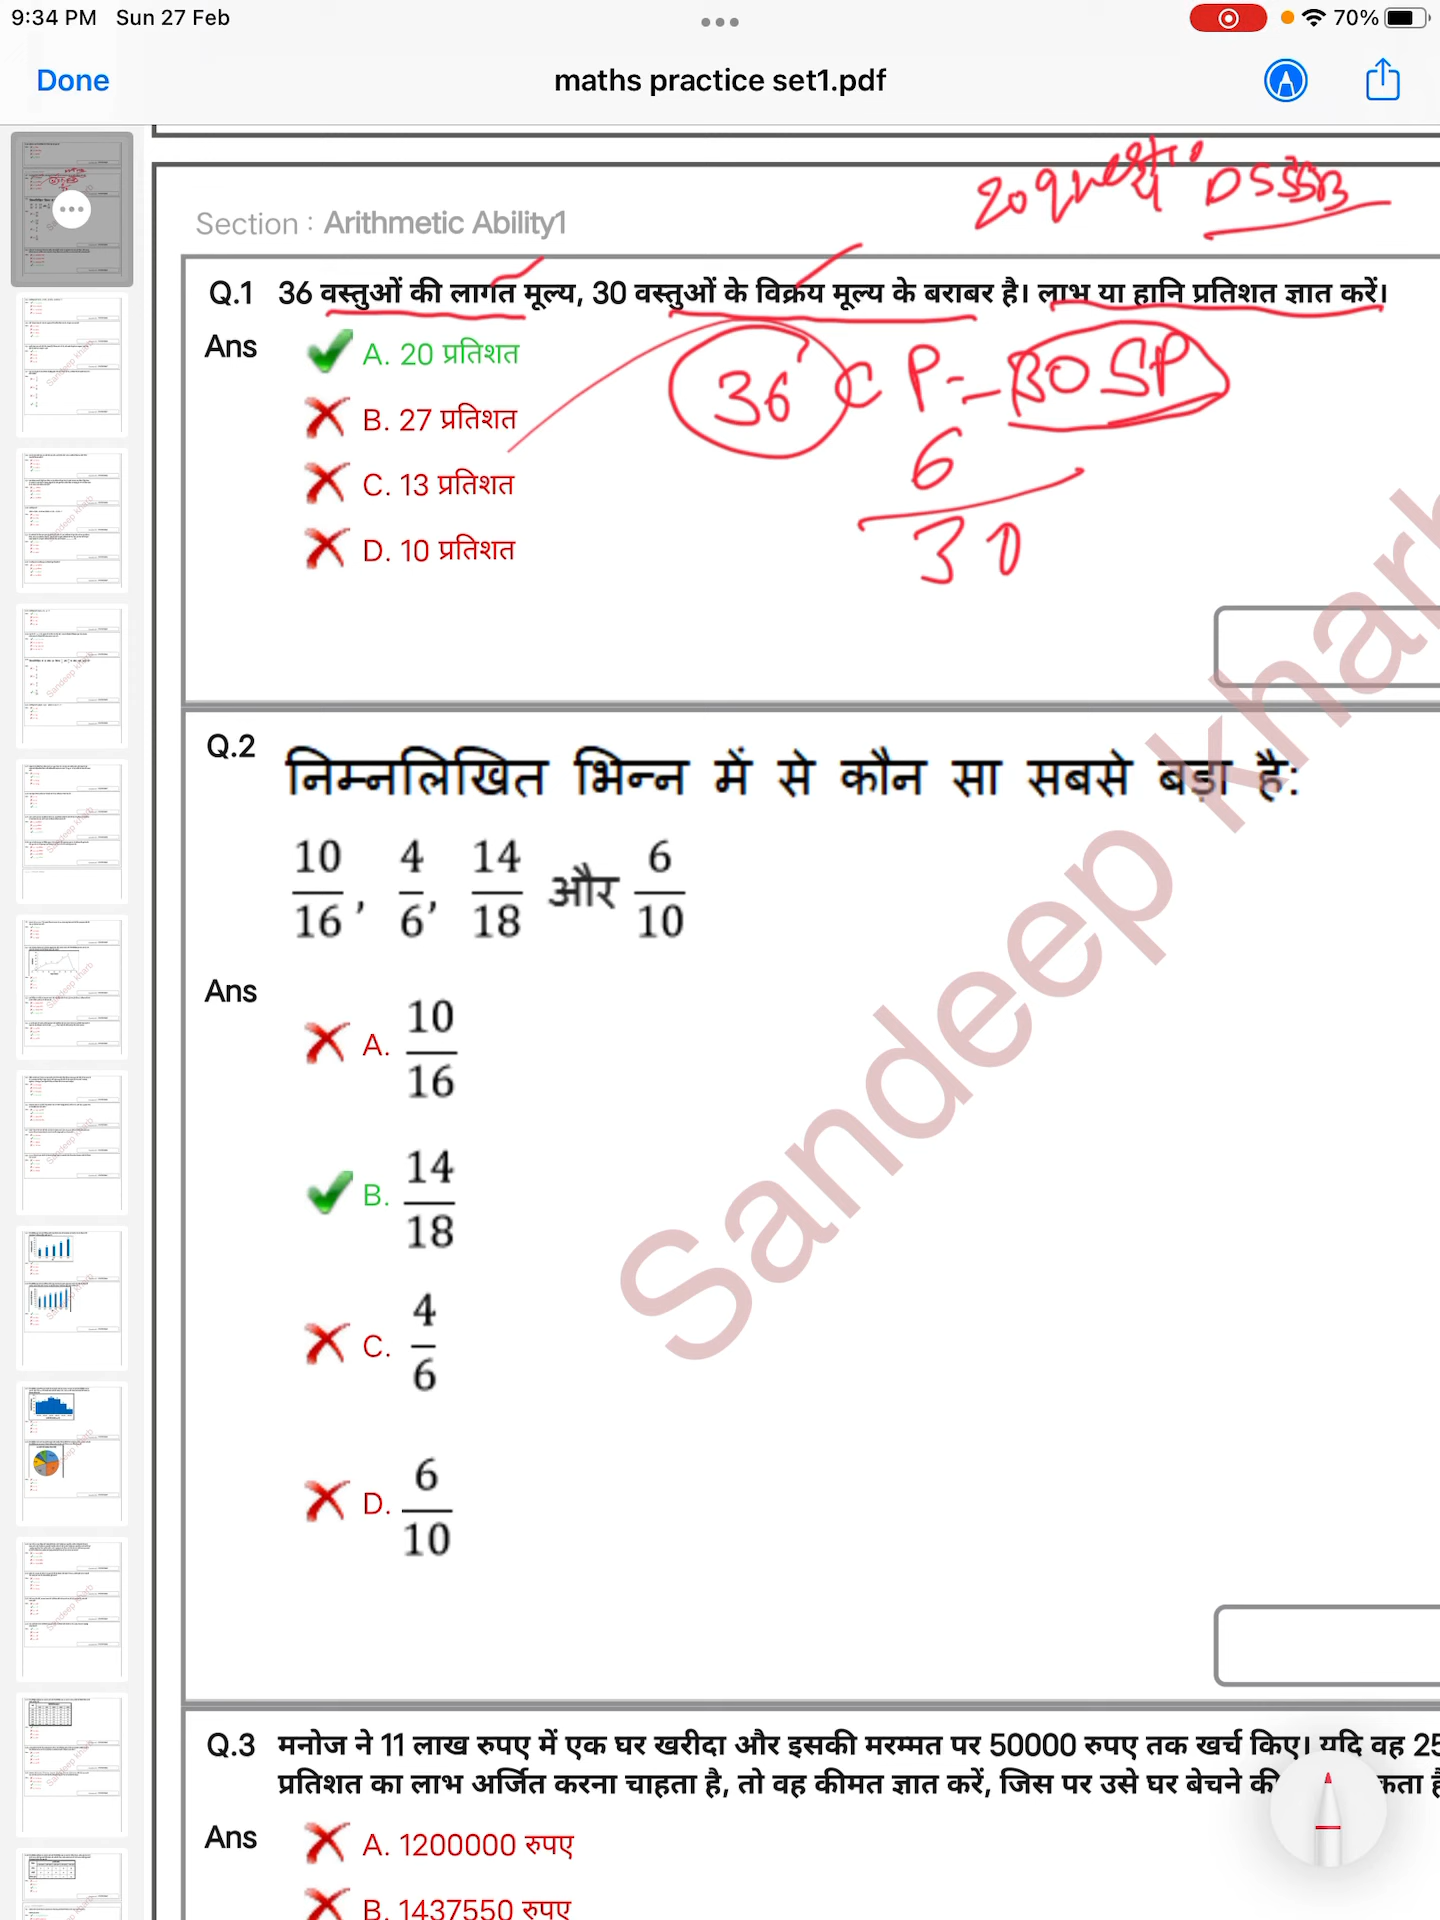 9:34 PM Sun 27 Feb
70%
Done
maths practice set1.pdf
20 questi
DSSSB
Section : Arithmetic Ability1
Q.1 36 वस्तुओं की लागत मूल्य, 30 वस्तुओं के विक्रय मूल्य के बराबर है। लाभ या हानि प्रतिशत ज्ञात करें।
Ans
A. 20 प्रतिशत
B. 27 प्रतिशत
C. 13 प्रतिशत
D. 10 प्रतिशत
36 CP = 30 SP
6
30
Q.2 निम्नलिखित भिन्न में से कौन सा सबसे बड़ा है:
10/16, 4/6, 14/18 और 6/10
Ans
A. 10/16
B. 14/18
C. 4/6
D. 6/10
Sandeep kharb
Q.3 मनोज ने 11 लाख रुपए में एक घर खरीदा और इसकी मरम्मत पर 50000 रुपए तक खर्च किए। यदि वह 25
प्रतिशत का लाभ अर्जित करना चाहता है, तो वह कीमत ज्ञात करें, जिस पर उसे घर बेचने की
Ans
A. 1200000 रुपए
B. 1437550 रुपए